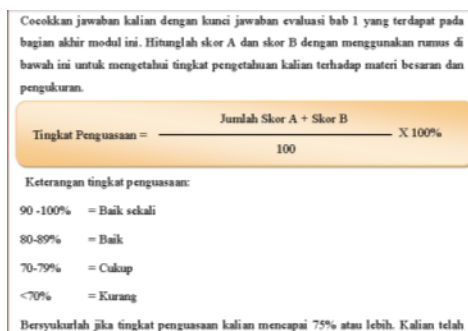 Cocokkan jawaban kalian dengan kunci jawaban evaluasi bab 1 yang terdapat pada
bagian akhir modul ini. Hitunglah skor A dan skor B dengan menggunakan rumus di
bawah ini untuk mengetahui tingkat pengetahuan kalian terhadap materi besaran dan
pengukuran.
Jumlah Skor A + Skor B
Tingkat Penguasaan = X 100%
100
Keterangan tingkat penguasaan:
90 -100% = Baik sekali
80-89% = Baik
70-79% = Cukup
<70% = Kurang
Bersyukurlah jika tingkat penguasaan kalian mencapai 75% atau lebih. Kalian telah